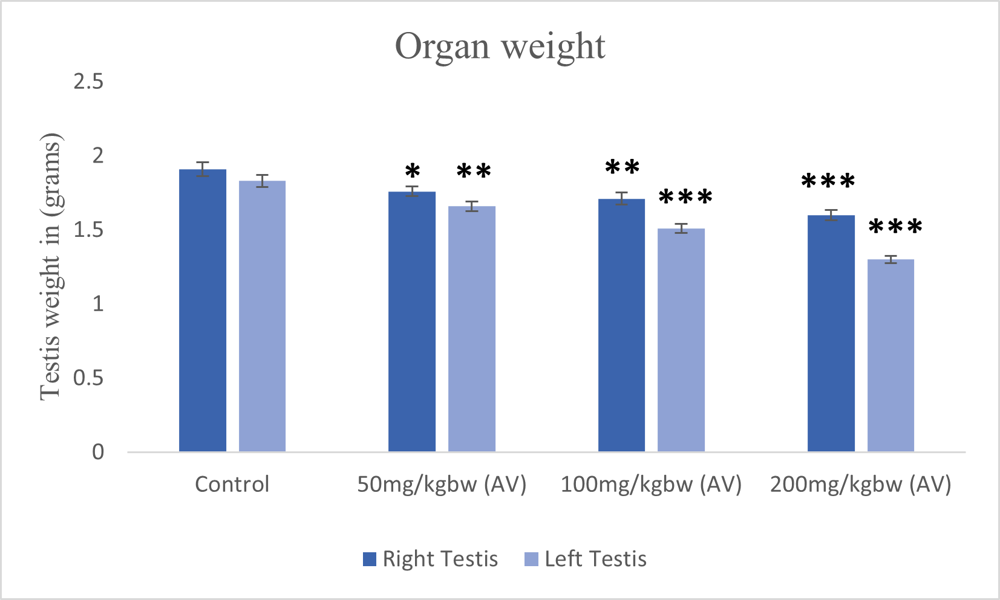 Organ weight
Testis weight in (grams)
2.5
2
1.5
1
0.5
0
* ** ** *** *** ***
Control 50mg/kgbw (AV) 100mg/kgbw (AV) 200mg/kgbw (AV)
Right Testis Left Testis